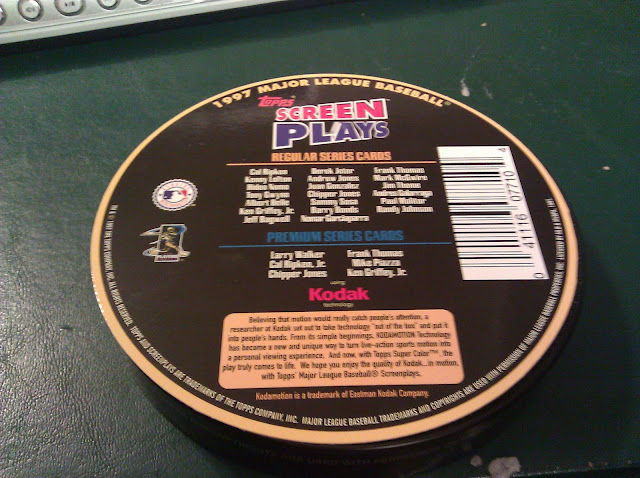 1997 MAJOR LEAGUE BASEBALL
Topps
SCREEN
PLAYS
REGULAR SERIES CARDS
Cal Ripken Derek Jeter Frank Thomas
Kenny Lofton Andruw Jones Mark McGwire
Hideo Nomo Juan Gonzalez Jim Thome
Tony Gwynn Chipper Jones Andres Galarraga
Albert Belle Sammy Sosa Paul Molitor
Ken Griffey, Jr. Barry Bonds Randy Johnson
Jeff Bagwell Nomar Garciaparra
PREMIUM SERIES CARDS
Larry Walker Frank Thomas
Cal Ripken, Jr. Mike Piazza
Chipper Jones Ken Griffey, Jr.
using
Kodak
technology
Believing that motion would really catch people's attention, a
researcher at Kodak set out to take technology "out of the box" and put it
into people's hands. From its simple beginnings, KODAMOTION Technology
has become a new and unique way to turn live-action sports motion into
a personal viewing experience. And now, with Topps Super Color™, the
play truly comes to life. We hope you enjoy the quality of Kodak...in motion,
with Topps' Major League Baseball® Screenplays.
Kodamotion is a trademark of Eastman Kodak Company.
0 41116 07710 4
TOPPS AND SCREENPLAYS ARE TRADEMARKS OF THE TOPPS COMPANY, INC. MAJOR LEAGUE BASEBALL TRADEMARKS AND COPYRIGHTS ARE USED WITH PERMISSION OF MAJOR LEAGUE BASEBALL